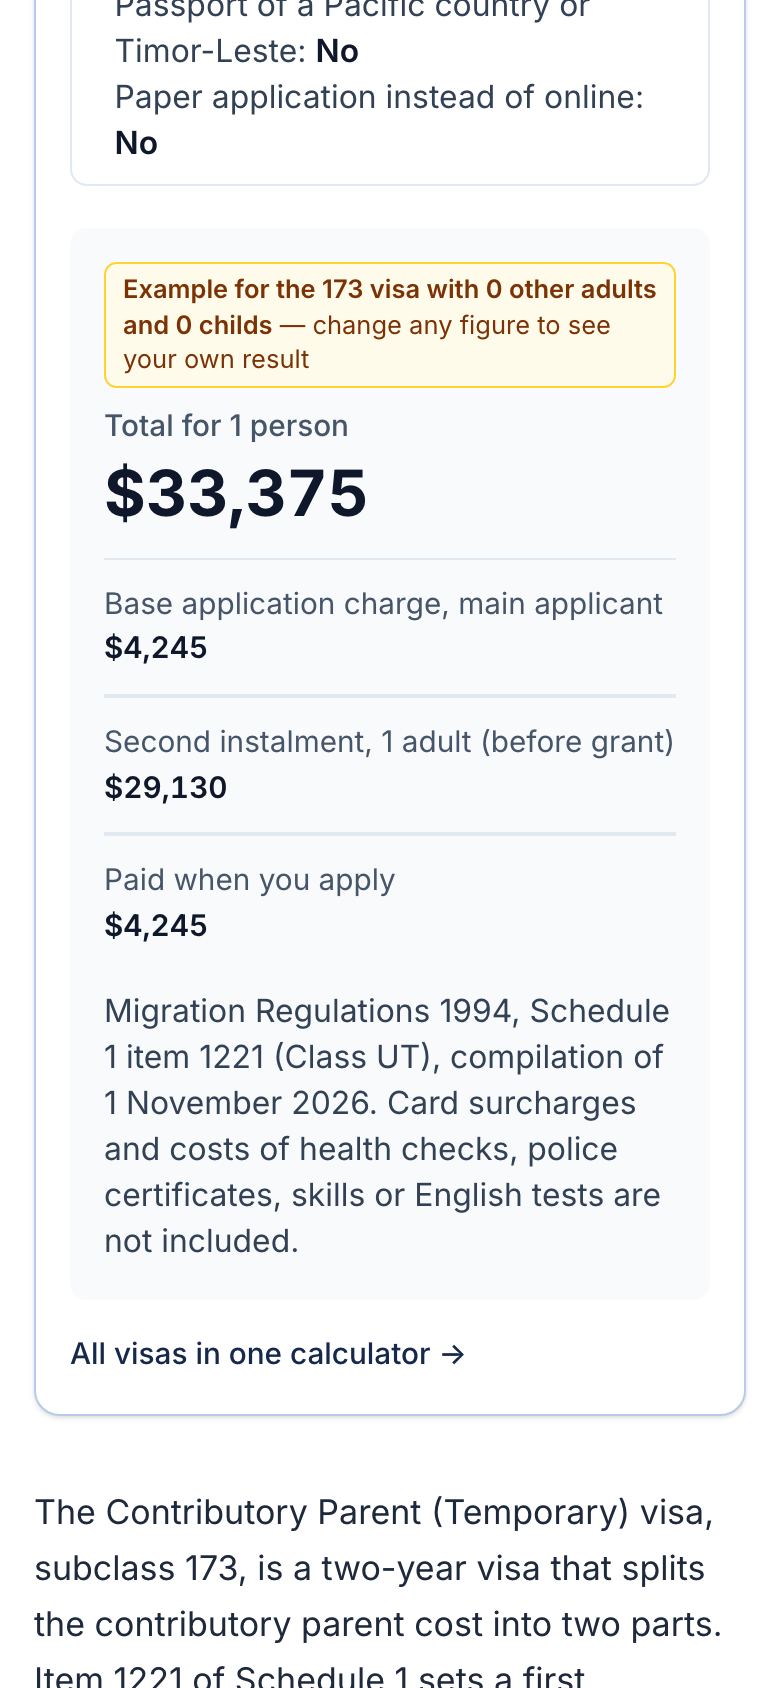 Passport of a Pacific country or
Timor-Leste: No
Paper application instead of online:
No
Example for the 173 visa with 0 other adults
and 0 childs — change any figure to see
your own result
Total for 1 person
$33,375
Base application charge, main applicant
$4,245
Second instalment, 1 adult (before grant)
$29,130
Paid when you apply
$4,245
Migration Regulations 1994, Schedule
1 item 1221 (Class UT), compilation of
1 November 2026. Card surcharges
and costs of health checks, police
certificates, skills or English tests are
not included.
All visas in one calculator →
The Contributory Parent (Temporary) visa,
subclass 173, is a two-year visa that splits
the contributory parent cost into two parts.
Item 1221 of Schedule 1 sets a first